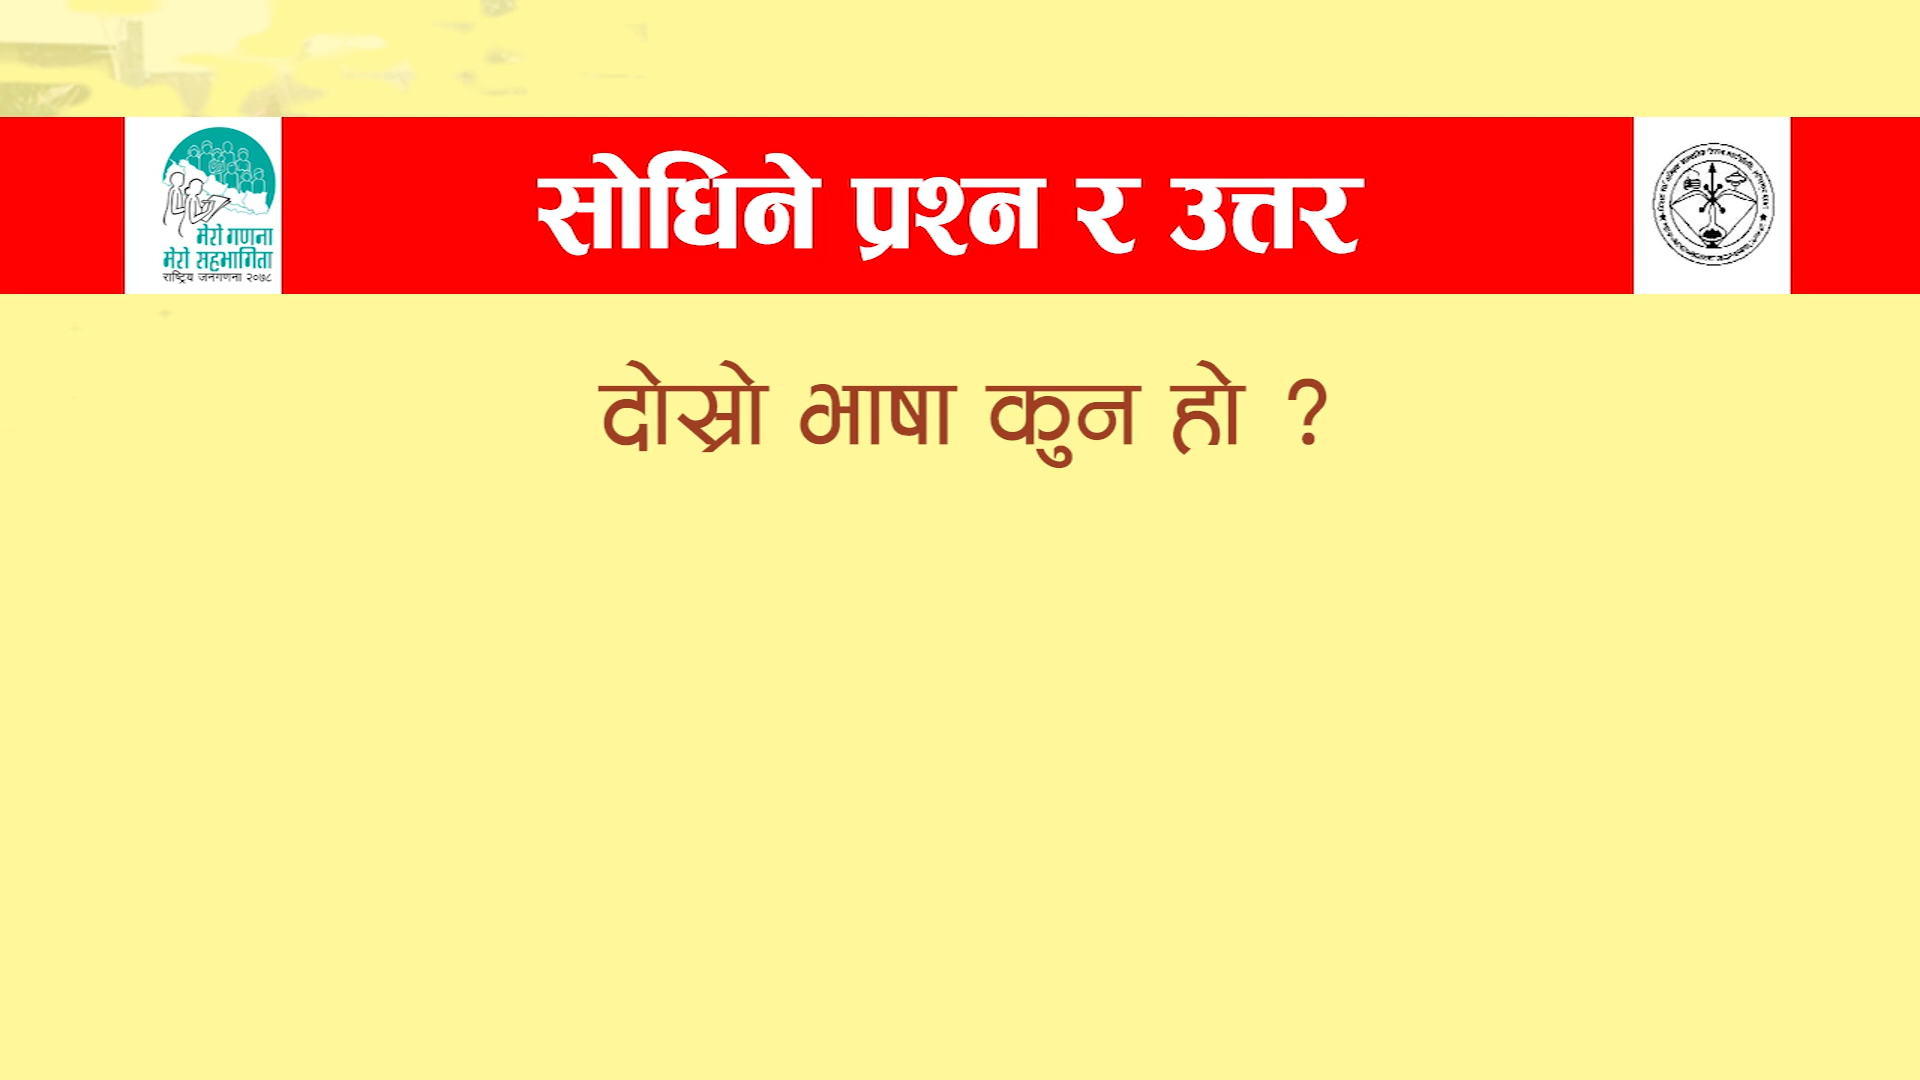 सोधिने प्रश्न र उत्तर
मेरो गणना
मेरो सहभागिता
राष्ट्रिय जनगणना २०७८
दोस्रो भाषा कुन हो ?